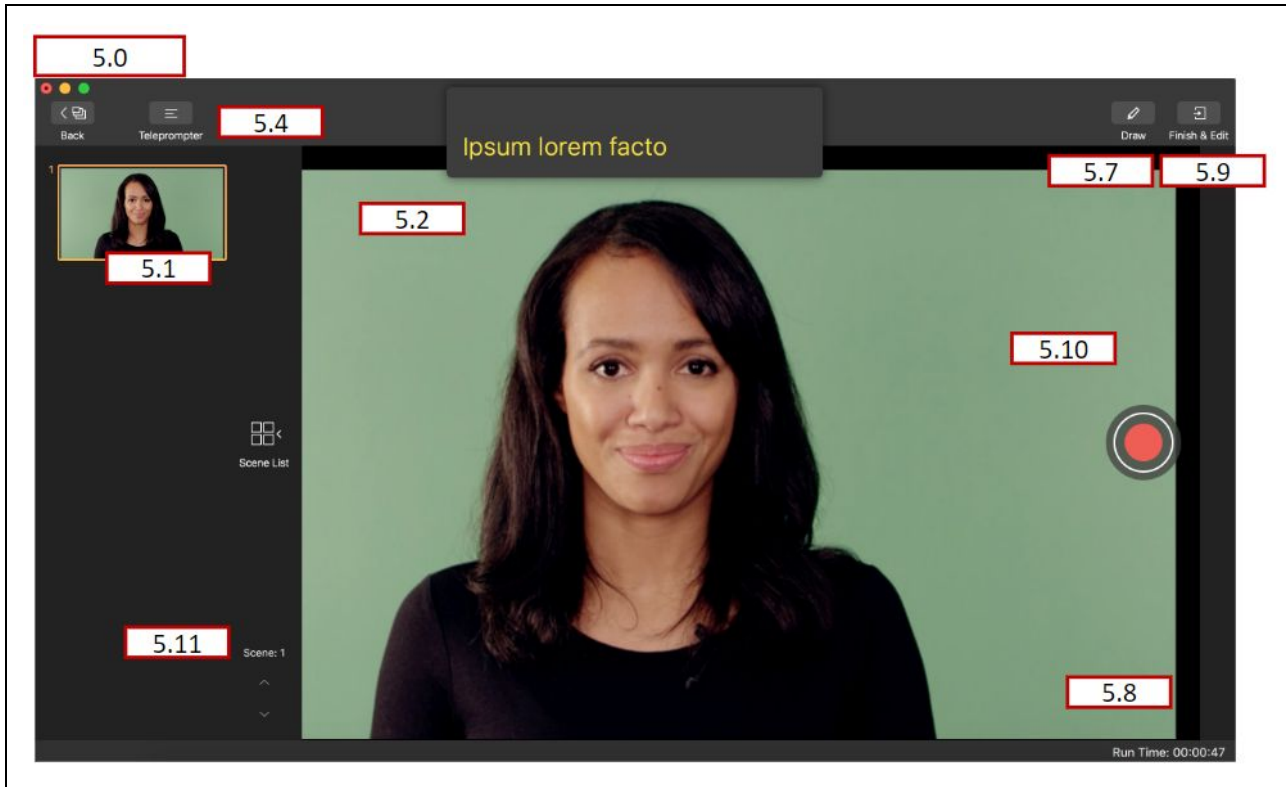 5.0
Back
Teleprompter
5.4
Ipsum lorem facto
Draw
Finish & Edit
5.7
5.9
1
5.1
5.2
5.10
Scene List
5.11
Scene: 1
5.8
Run Time: 00:00:47